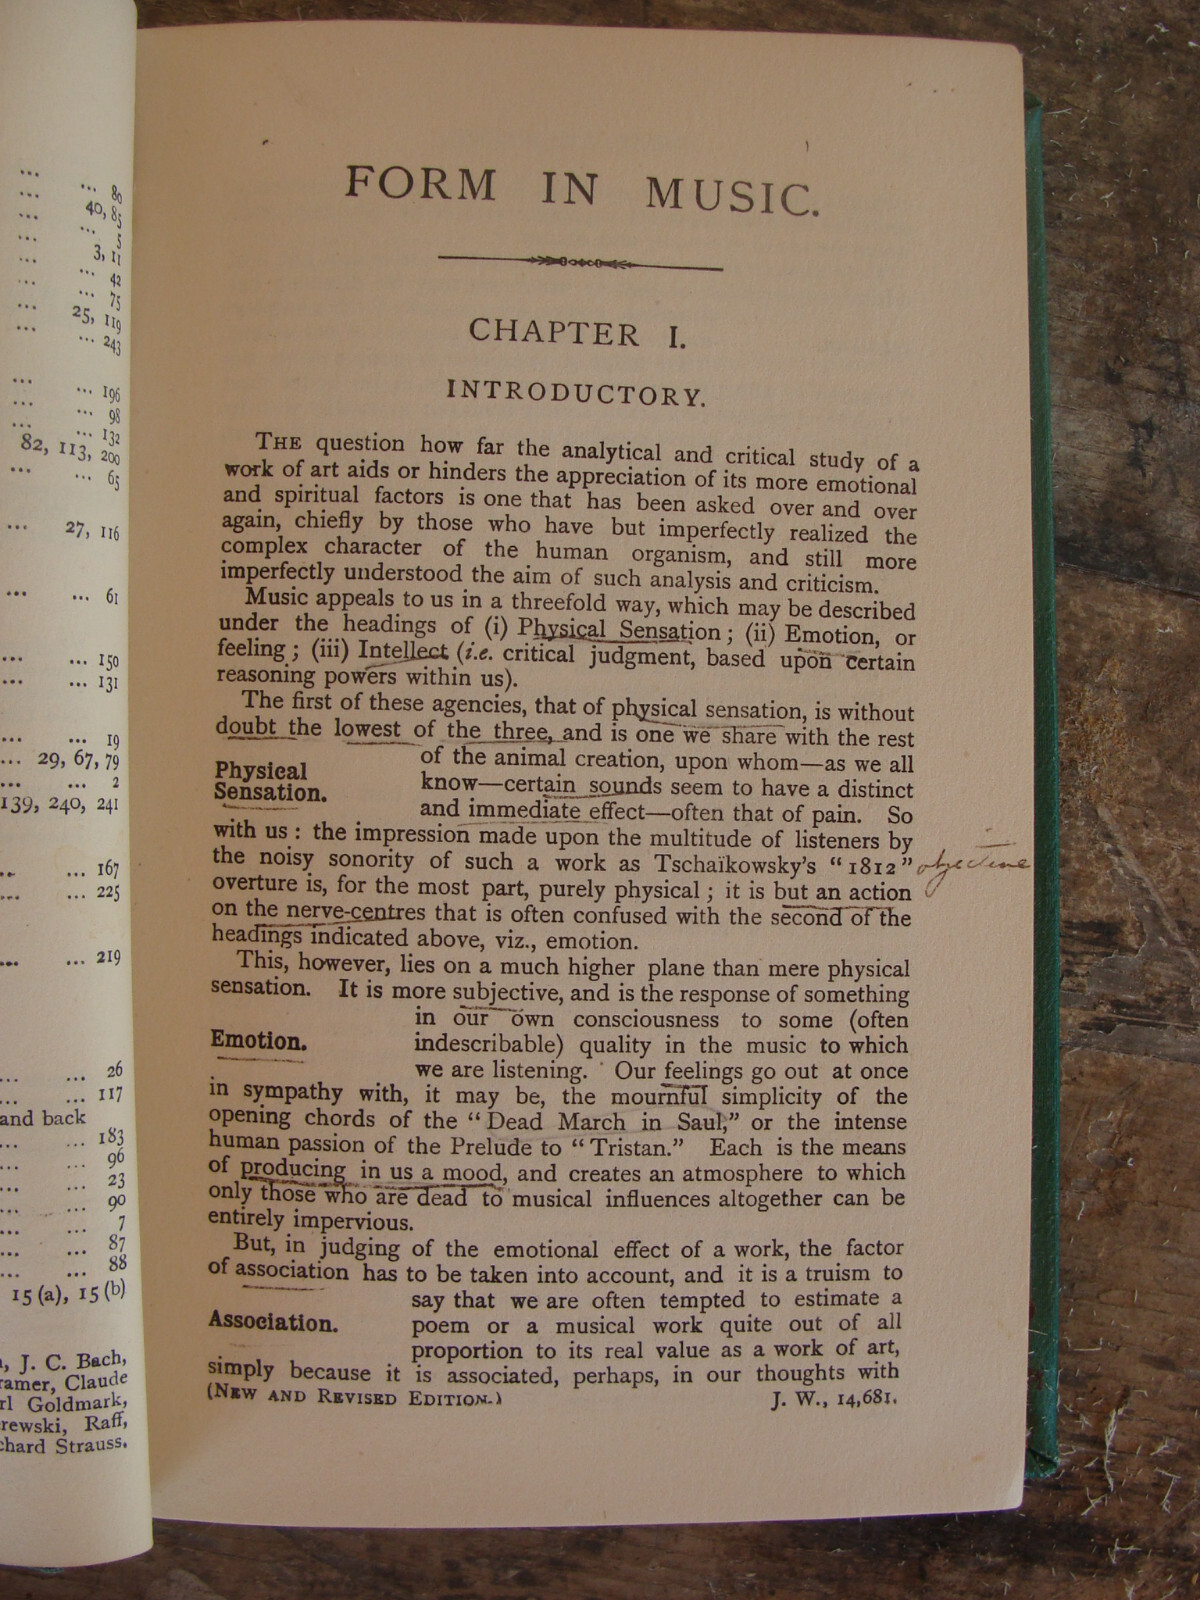 ... ... 80
... 40, 85
... ... 5
... 3, 11
... ... 42
... ... 75
... 25, 119
... ... 243
... ... 196
... ... 98
... ... 132
82, 113, 200
... ... 65
... 27, 116
... ... 61
... ... 150
... ... 131
... ... 19
... 29, 67, 79
... ... 2
139, 240, 241
... ... 167
... ... 225
... ... 219
... ... 26
... ... 117
and back
... ... 183
... ... 96
... ... 23
... ... 90
... ... 7
... ... 87
... ... 88
15 (a), 15 (b)
J. C. Bach,
Claude
Goldmark,
Raff,
Strauss.
FORM IN MUSIC.
CHAPTER I.
INTRODUCTORY.
THE question how far the analytical and critical study of a
work of art aids or hinders the appreciation of its more emotional
and spiritual factors is one that has been asked over and over
again, chiefly by those who have but imperfectly realized the
complex character of the human organism, and still more
imperfectly understood the aim of such analysis and criticism.
Music appeals to us in a threefold way, which may be described
under the headings of (i) Physical Sensation; (ii) Emotion, or
feeling; (iii) Intellect (i.e. critical judgment, based upon certain
reasoning powers within us).
The first of these agencies, that of physical sensation, is without
doubt the lowest of the three, and is one we share with the rest
of the animal creation, upon whom—as we all
Physical
know—certain sounds seem to have a distinct
Sensation.
and immediate effect—often that of pain. So
with us: the impression made upon the multitude of listeners by
the noisy sonority of such a work as Tschaïkowsky's "1812" objective
overture is, for the most part, purely physical; it is but an action
on the nerve-centres that is often confused with the second of the
headings indicated above, viz., emotion.
This, however, lies on a much higher plane than mere physical
sensation. It is more subjective, and is the response of something
in our own consciousness to some (often
Emotion. indescribable) quality in the music to which
we are listening. Our feelings go out at once
in sympathy with, it may be, the mournful simplicity of the
opening chords of the "Dead March in Saul," or the intense
human passion of the Prelude to "Tristan." Each is the means
of producing in us a mood, and creates an atmosphere to which
only those who are dead to musical influences altogether can be
entirely impervious.
But, in judging of the emotional effect of a work, the factor
of association has to be taken into account, and it is a truism to
say that we are often tempted to estimate a
Association. poem or a musical work quite out of all
proportion to its real value as a work of art,
simply because it is associated, perhaps, in our thoughts with
(NEW AND REVISED EDITION.) J. W., 14,681.